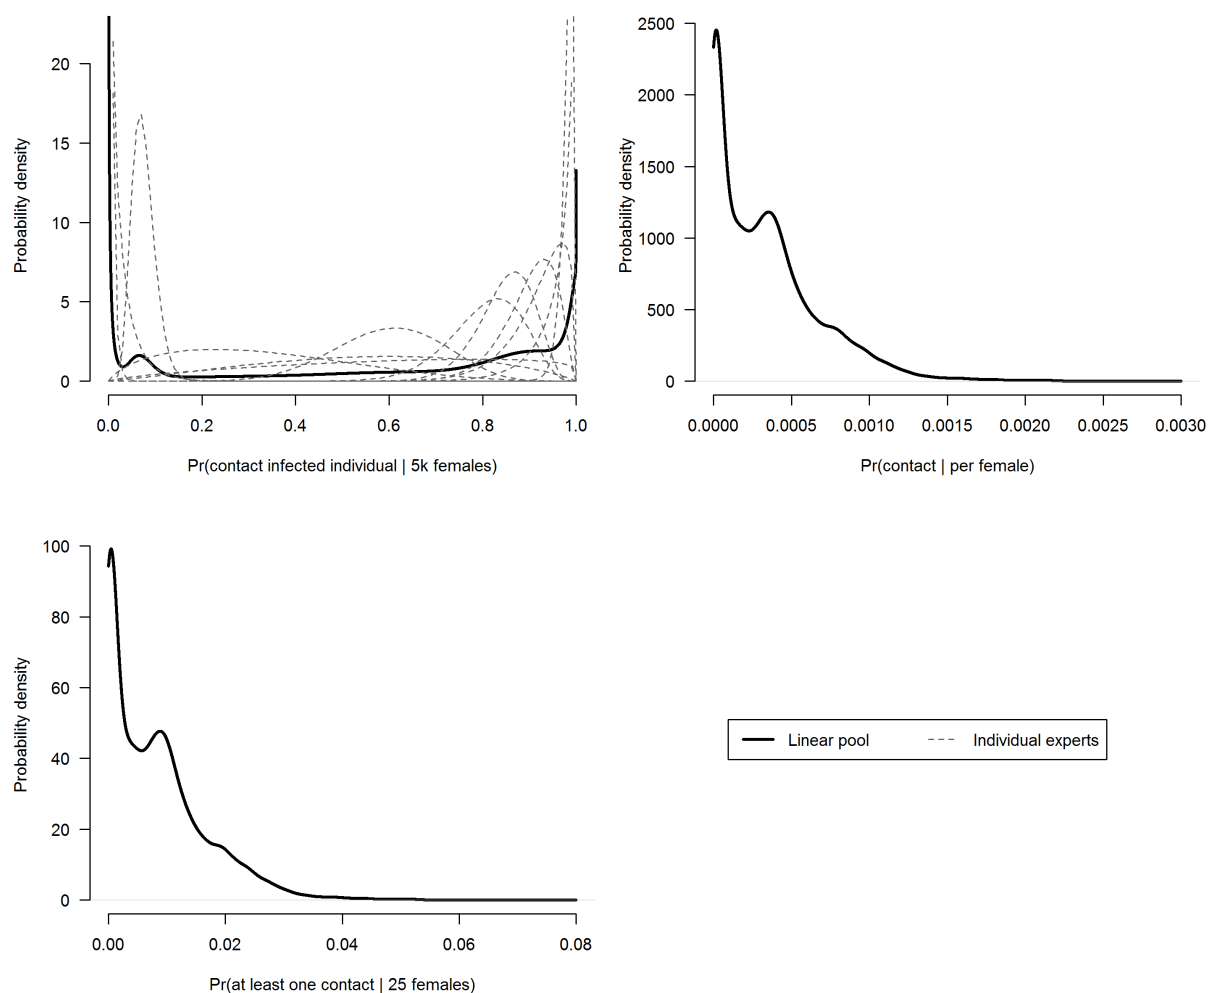 Probability density
20
15
10
5
0
0.0 0.2 0.4 0.6 0.8 1.0
Pr(contact infected individual | 5k females)
Probability density
2500
2000
1500
1000
500
0
0.0000 0.0005 0.0010 0.0015 0.0020 0.0025 0.0030
Pr(contact | per female)
Probability density
100
80
60
40
20
0
0.00 0.02 0.04 0.06 0.08
Pr(at least one contact | 25 females)
Linear pool Individual experts